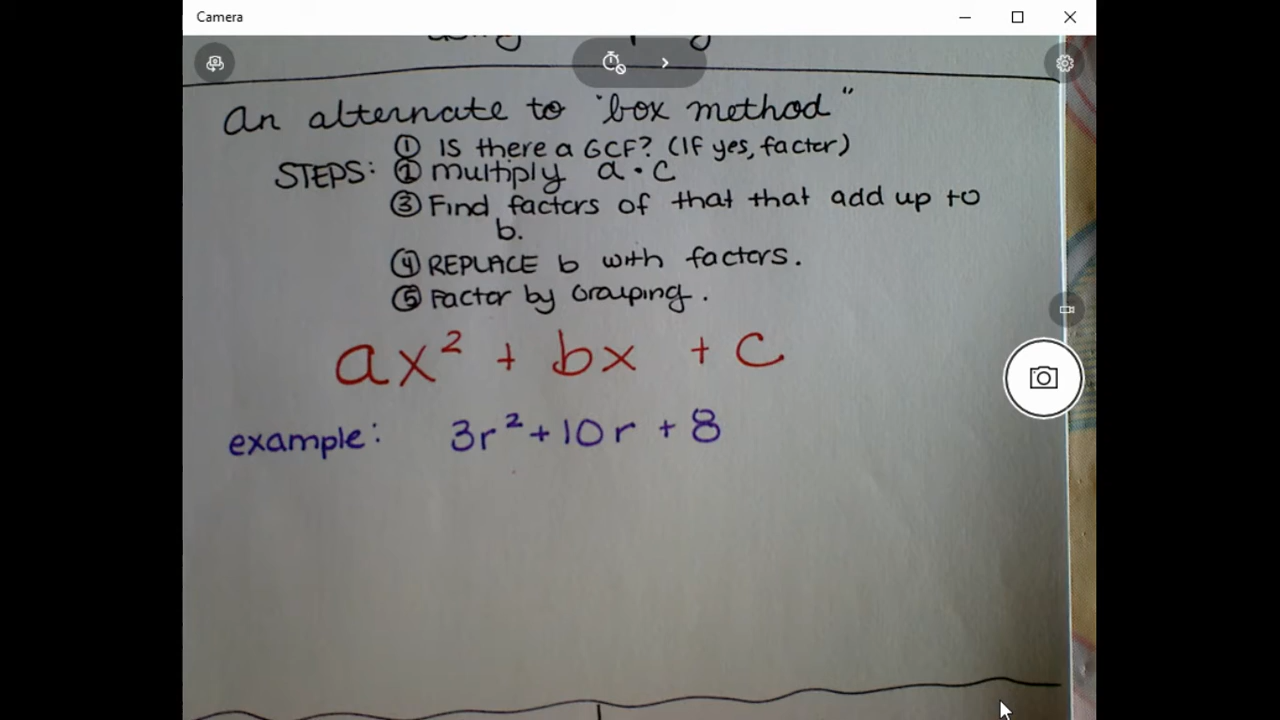 Camera
An alternate to "box method"
STEPS: ① IS there a GCF? (If yes, factor)
② multiply a • c
③ Find factors of that that add up to
b.
④ REPLACE b with factors.
⑤ Factor by Grouping.
ax² + bx + c
example: 3r² + 10r + 8